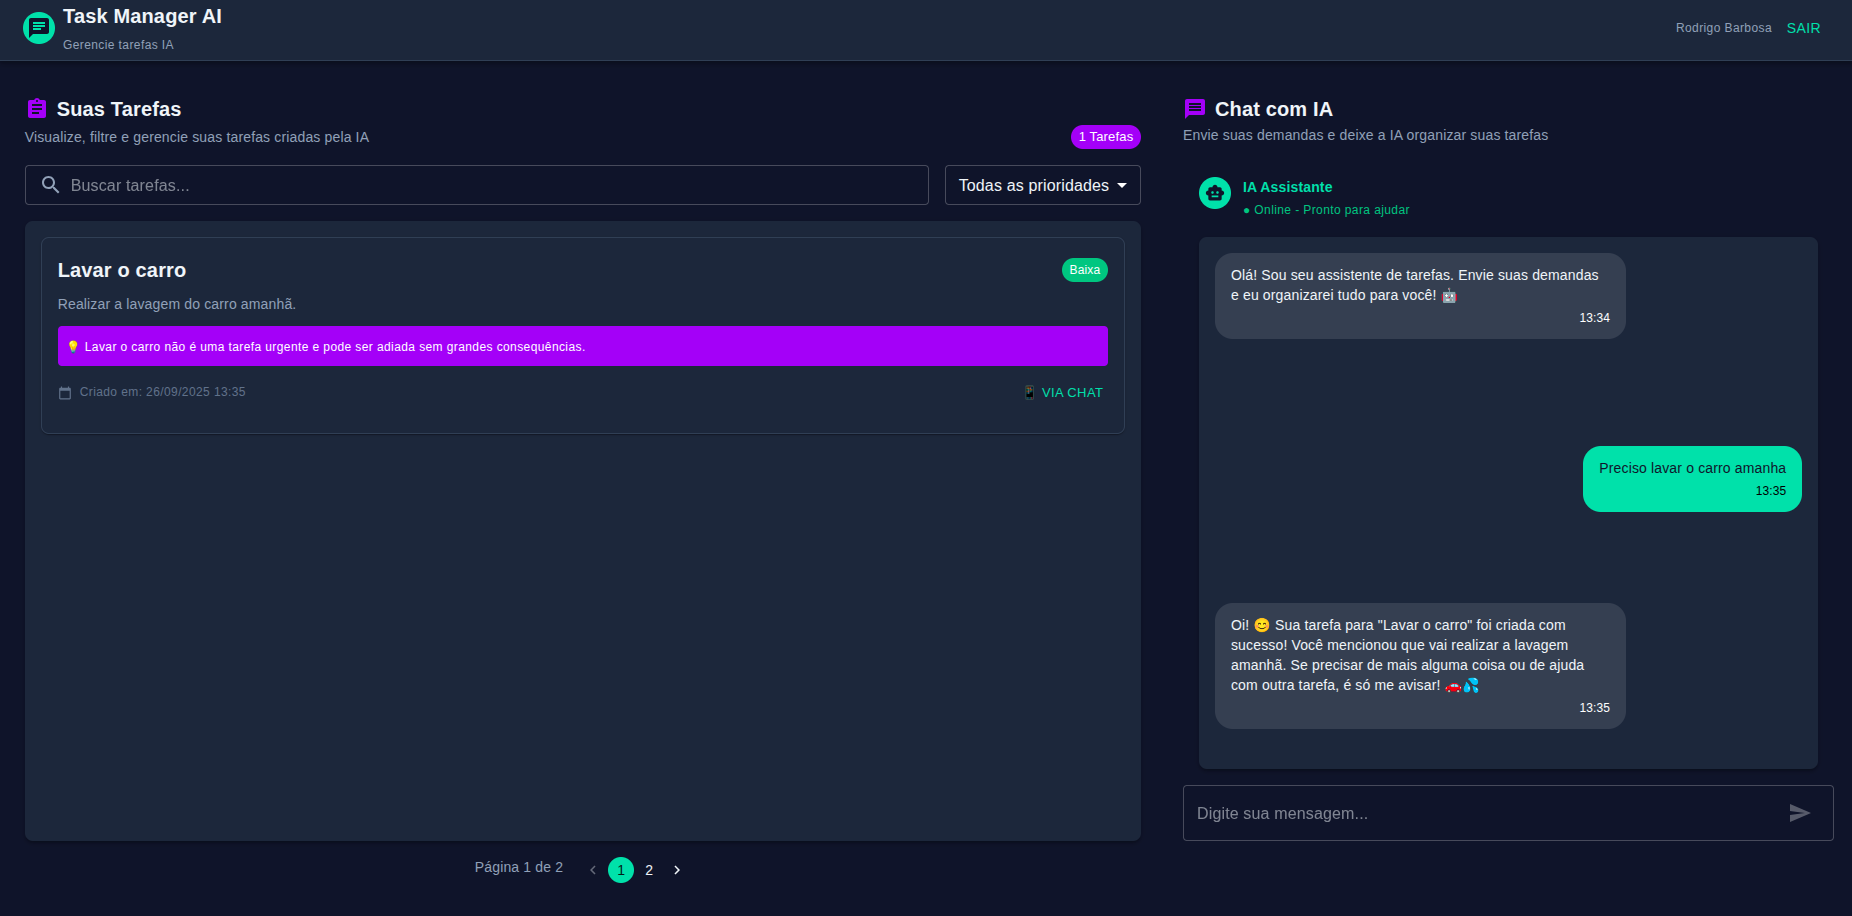 Task Manager AI
Gerencie tarefas IA
Rodrigo Barbosa
SAIR
Suas Tarefas
Visualize, filtre e gerencie suas tarefas criadas pela IA
1 Tarefas
Buscar tarefas...
Todas as prioridades
Lavar o carro
Baixa
Realizar a lavagem do carro amanhã.
💡 Lavar o carro não é uma tarefa urgente e pode ser adiada sem grandes consequências.
Criado em: 26/09/2025 13:35
📱 VIA CHAT
Página 1 de 2
1
2
Chat com IA
Envie suas demandas e deixe a IA organizar suas tarefas
IA Assistante
● Online - Pronto para ajudar
Olá! Sou seu assistente de tarefas. Envie suas demandas
e eu organizarei tudo para você! 🤖
13:34
Preciso lavar o carro amanha
13:35
Oi! 😊 Sua tarefa para "Lavar o carro" foi criada com
sucesso! Você mencionou que vai realizar a lavagem
amanhã. Se precisar de mais alguma coisa ou de ajuda
com outra tarefa, é só me avisar! 🚗💦
13:35
Digite sua mensagem...